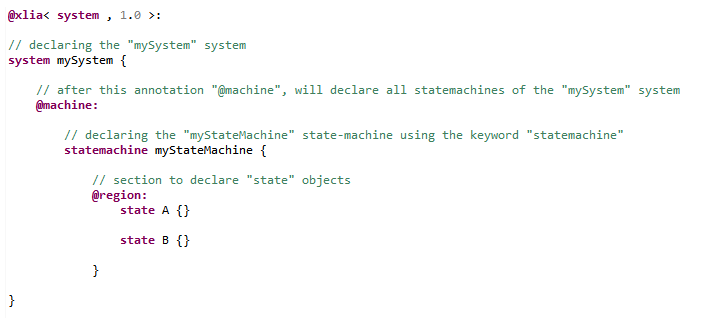 @xlia< system , 1.0 >:
// declaring the "mySystem" system
system mySystem {
// after this annotation "@machine", will declare all statemachines of the "mySystem" system
@machine:
// declaring the "myStateMachine" state-machine using the keyword "statemachine"
statemachine myStateMachine {
// section to declare "state" objects
@region:
state A {}
state B {}
}
}